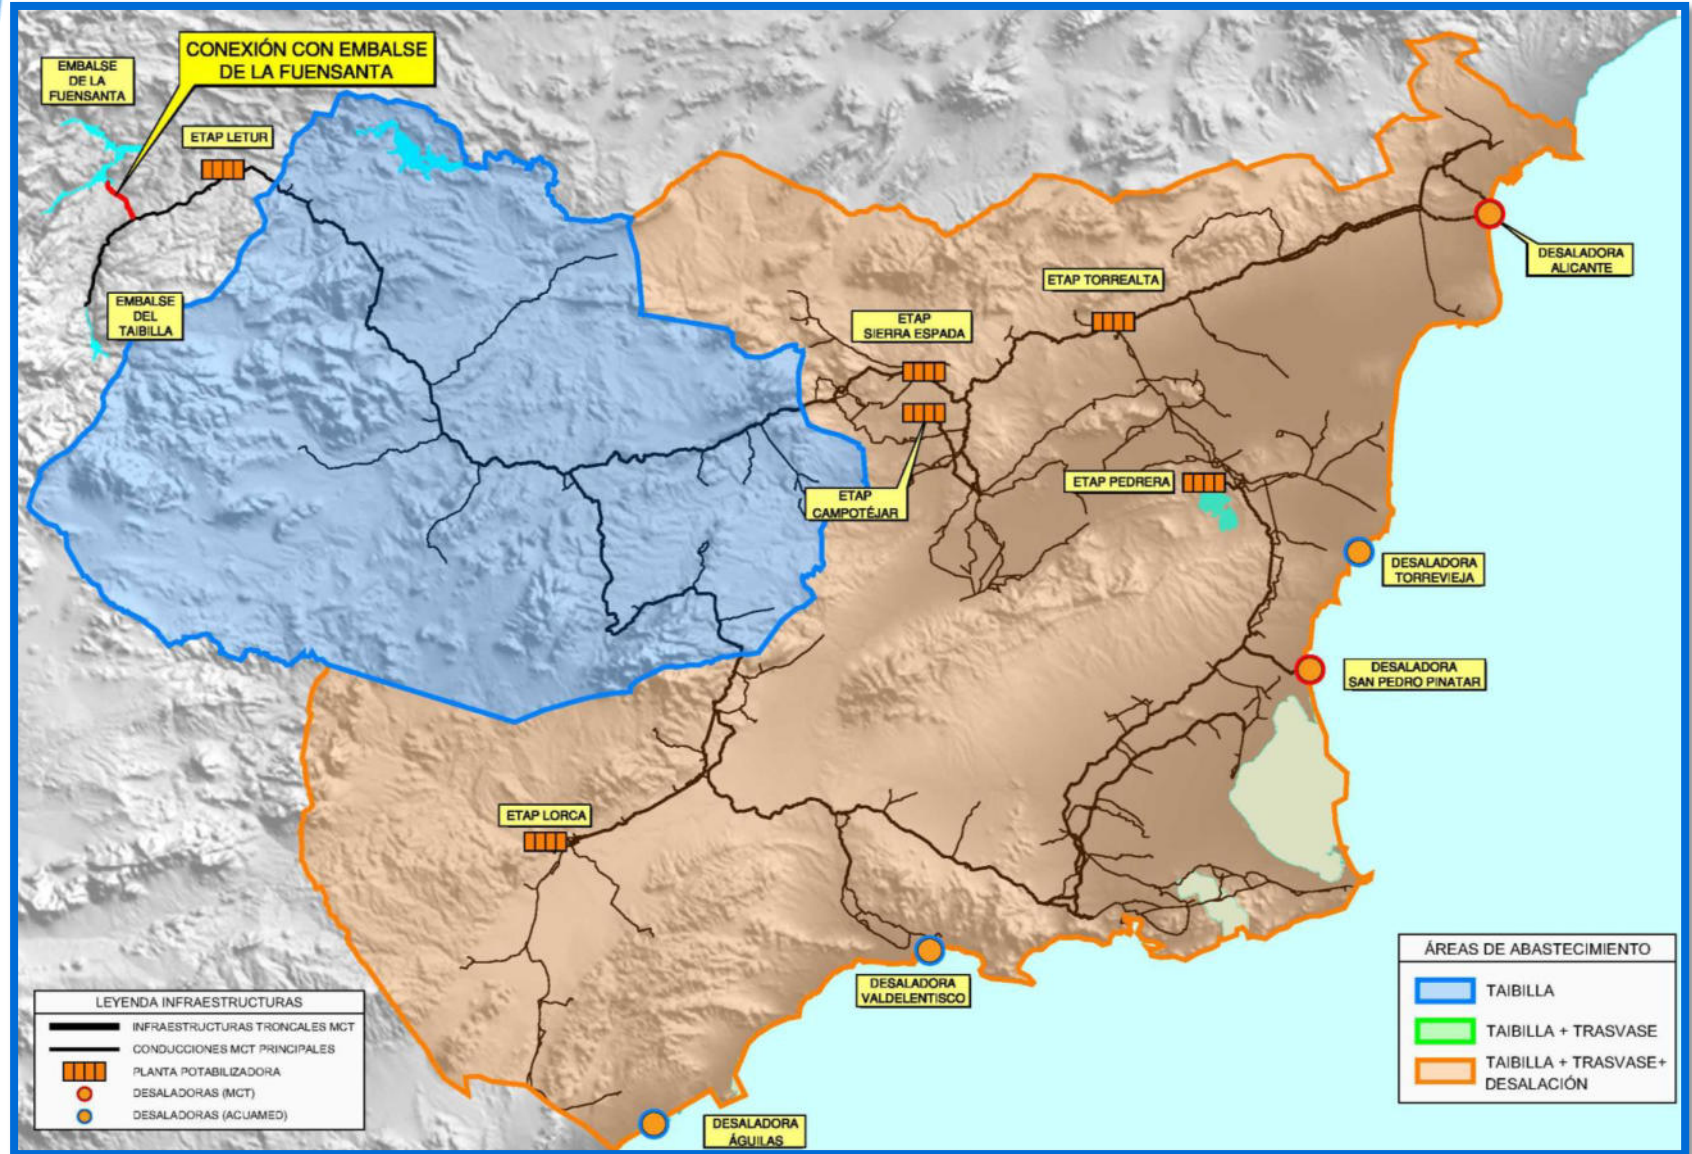 CONEXIÓN CON EMBALSE
DE LA FUENSANTA
EMBALSE
DE LA
FUENSANTA
ETAP LETUR
EMBALSE
DEL
TAIBILLA
ETAP TORREALTA
ETAP
SIERRA ESPADA
DESALADORA
ALICANTE
ETAP PEDRERA
ETAP
CAMPOTÉJAR
DESALADORA
TORREVIEJA
DESALADORA
SAN PEDRO PINATAR
ETAP LORCA
DESALADORA
VALDELENTISCO
DESALADORA
ÁGUILAS
LEYENDA INFRAESTRUCTURAS
INFRAESTRUCTURAS TRONCALES MCT
CONDUCCIONES MCT PRINCIPALES
PLANTA POTABILIZADORA
DESALADORAS (MCT)
DESALADORAS (ACUAMED)
ÁREAS DE ABASTECIMIENTO
TAIBILLA
TAIBILLA + TRASVASE
TAIBILLA + TRASVASE+
DESALACIÓN